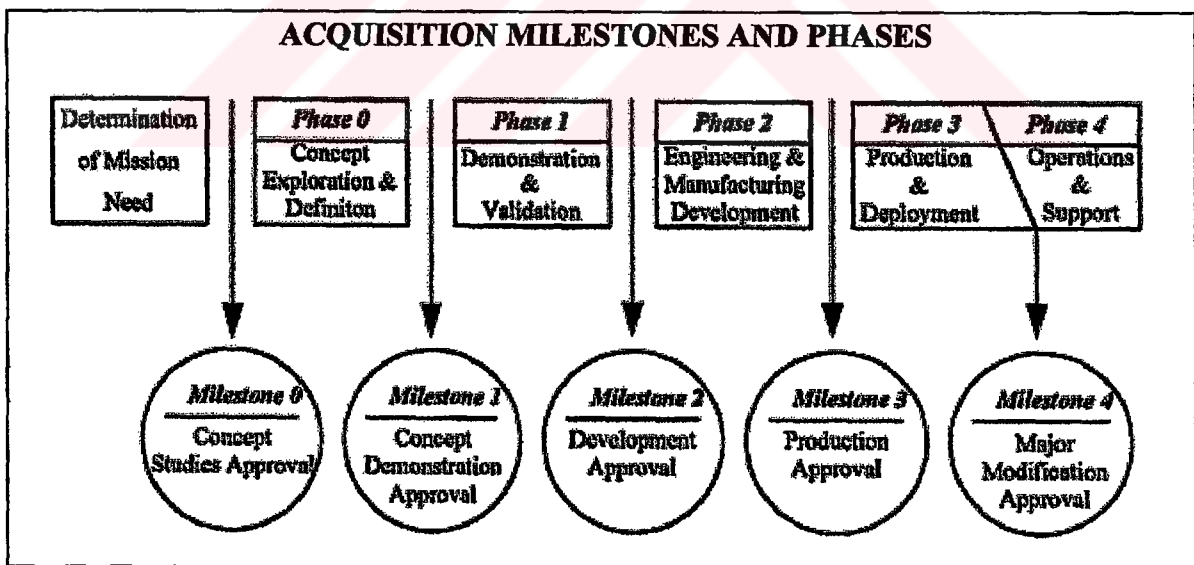 ACQUISITION MILESTONES AND PHASES
Determination
of Mission
Need
Phase 0
Concept
Exploration &
Definiton
Phase 1
Demonstration
&
Validation
Phase 2
Engineering &
Manufacturing
Development
Phase 3
Production
&
Deployment
Phase 4
Operations
&
Support
Milestone 0
Concept
Studies Approval
Milestone 1
Concept
Demonstration
Approval
Milestone 2
Development
Approval
Milestone 3
Production
Approval
Milestone 4
Major
Modification
Approval